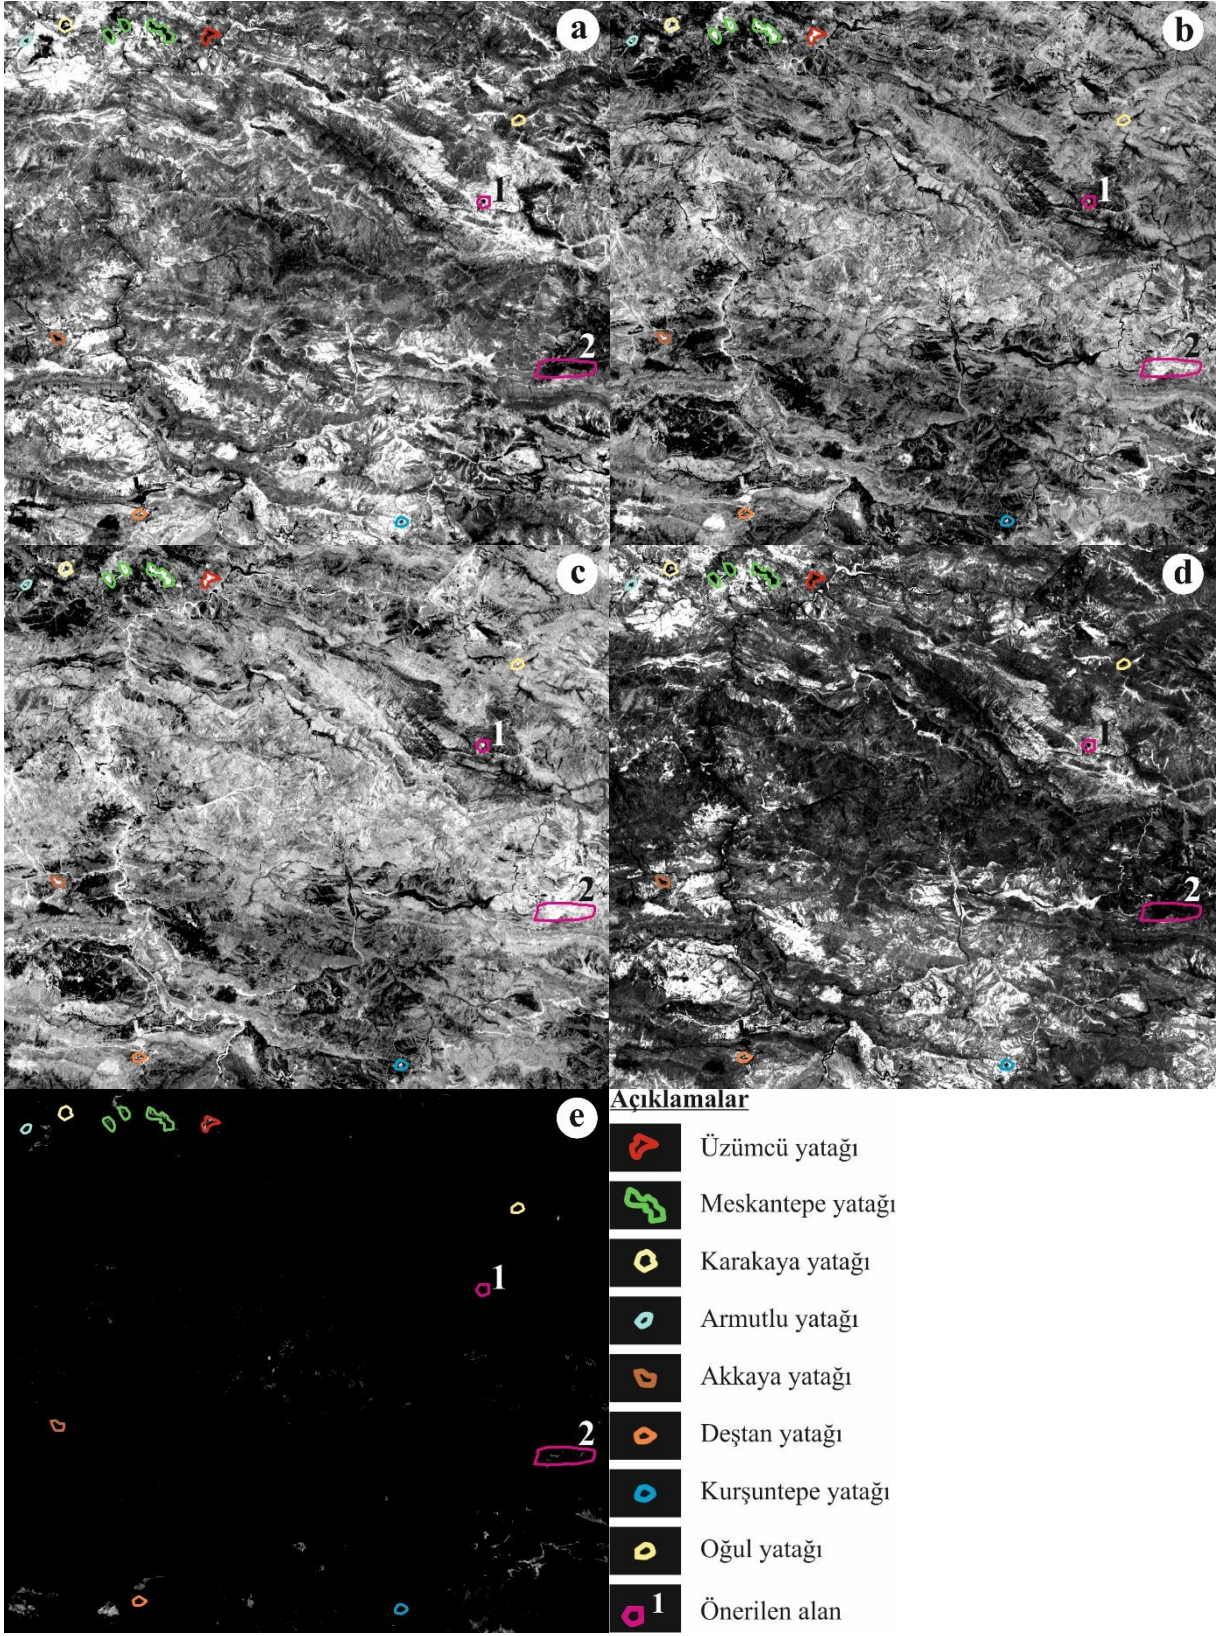 a
b
1
1
2
2
c
d
1
1
2
2
e
1
2
Açıklamalar
Üzümcü yatağı
Meskantepe yatağı
Karakaya yatağı
Armutlu yatağı
Akkaya yatağı
Deştan yatağı
Kurşuntepe yatağı
Oğul yatağı
1 Önerilen alan